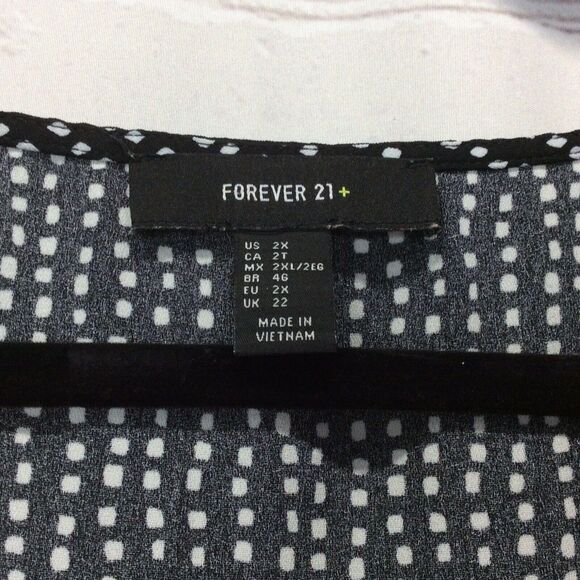 FOREVER 21+
US 2X
CA 2T
MX 2XL/2EG
BR 46
EU 2X
UK 22
MADE IN
VIETNAM